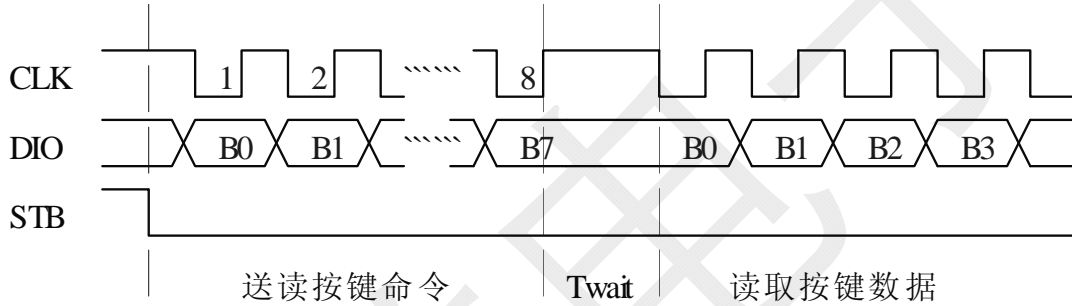 CLK 1 2 ...... 8
DIO B0 B1 ...... B7 B0 B1 B2 B3
STB
送读按键命令 Twait 读取按键数据